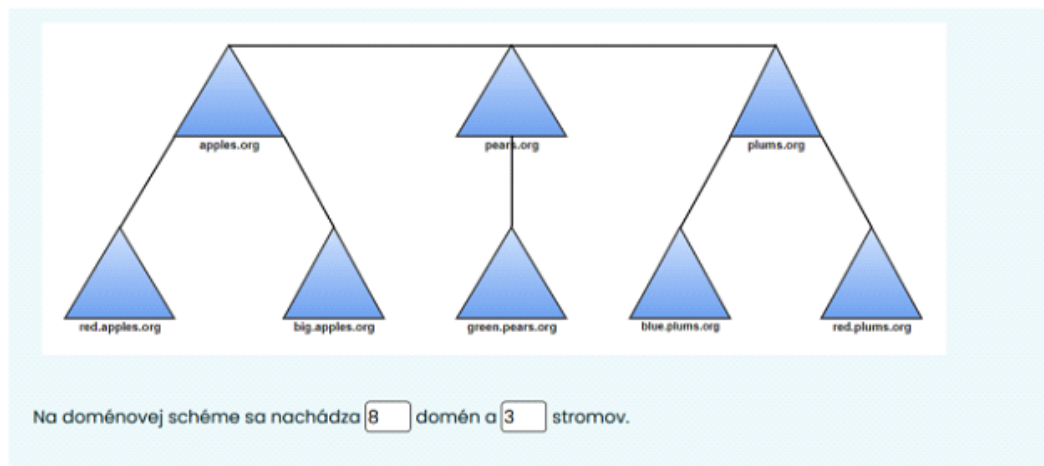 apples.org pears.org plums.org
red.apples.org big.apples.org green.pears.org blue.plums.org red.plums.org
Na doménovej schéme sa nachádza 8 domén a 3 stromov.